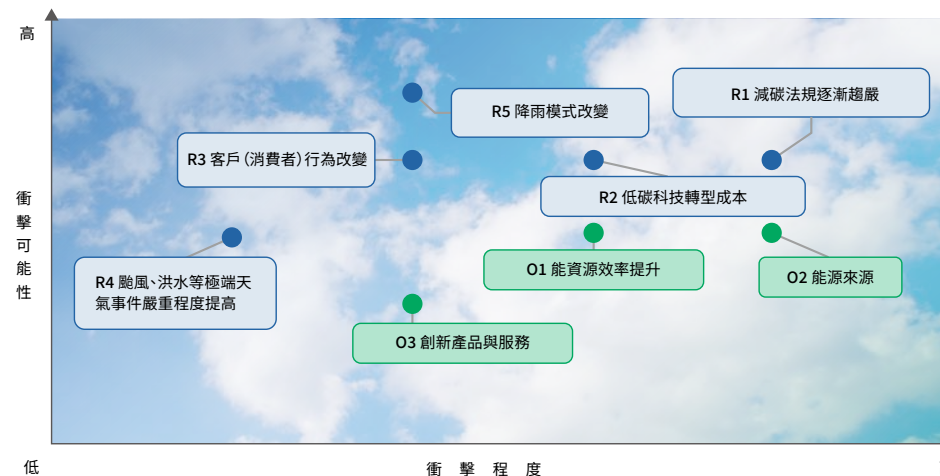 高
R1 減碳法規逐漸趨嚴
R5 降雨模式改變
R3 客戶（消費者）行為改變
R2 低碳科技轉型成本
衝擊可能性
O1 能資源效率提升
O2 能源來源
R4 颱風、洪水等極端天
氣事件嚴重程度提高
O3 創新產品與服務
低
衝擊程度